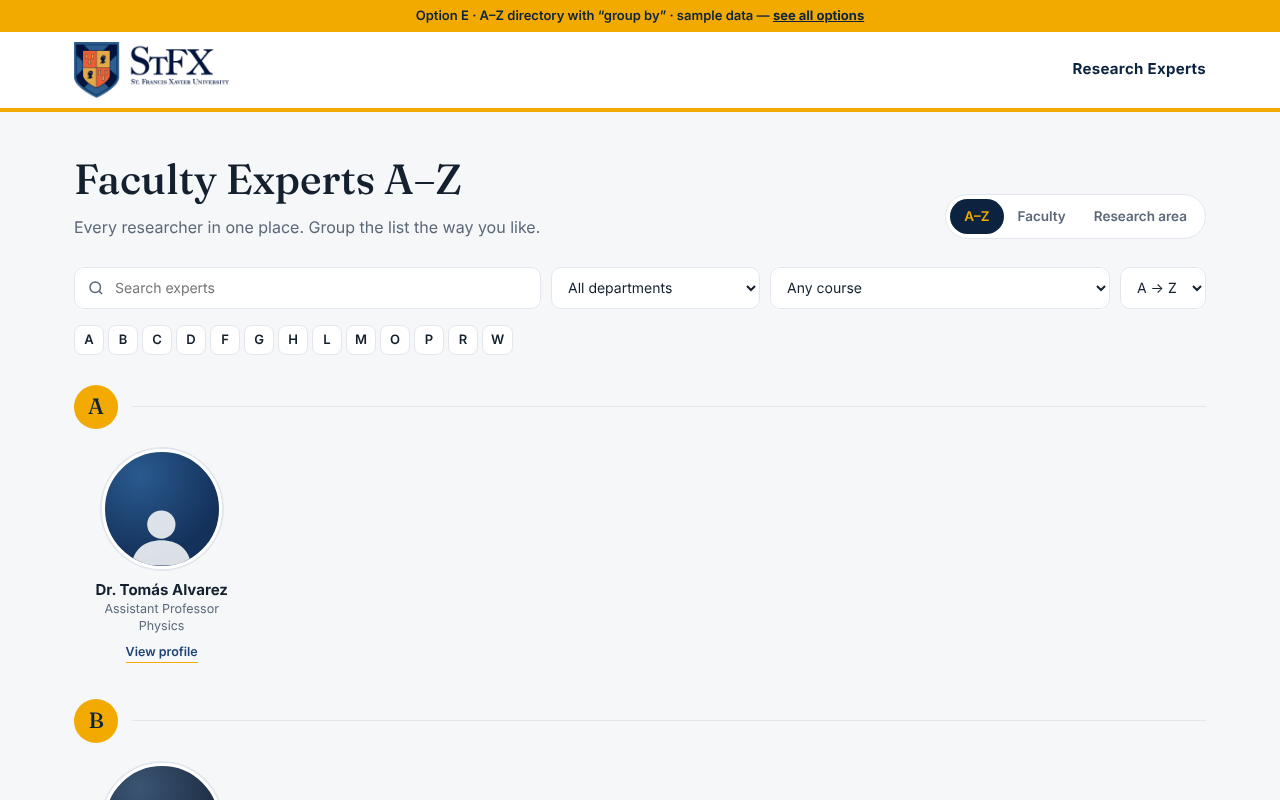 Option E · A–Z directory with “group by” · sample data — see all options
STFX
ST. FRANCIS XAVIER UNIVERSITY
Research Experts
Faculty Experts A–Z
Every researcher in one place. Group the list the way you like.
A–Z Faculty Research area
Search experts All departments Any course A → Z
A B C D F G H L M O P R W
A
Dr. Tomás Alvarez
Assistant Professor
Physics
View profile
B